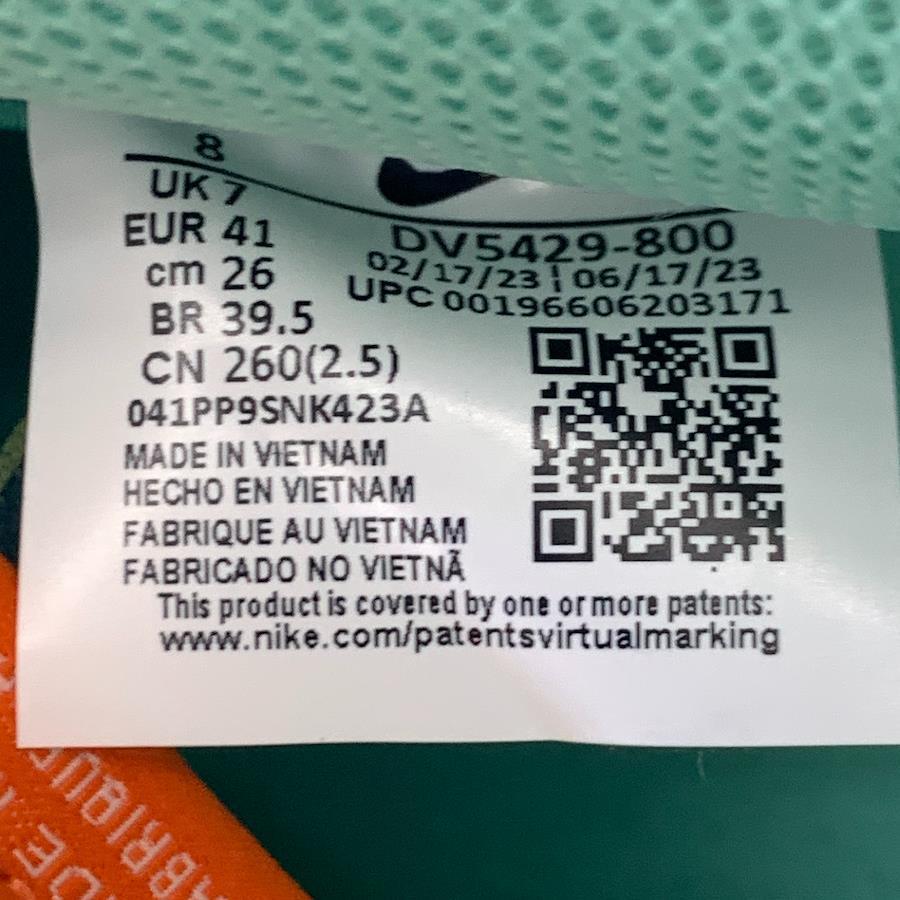 8
UK 7
EUR 41
cm 26
BR 39.5
CN 260(2.5)
041PP9SNK423A
MADE IN VIETNAM
HECHO EN VIETNAM
FABRIQUE AU VIETNAM
FABRICADO NO VIETNÃ
DV5429-800
02/17/23 | 06/17/23
UPC 00196606203171
This product is covered by one or more patents:
www.nike.com/patentsvirtualmarking